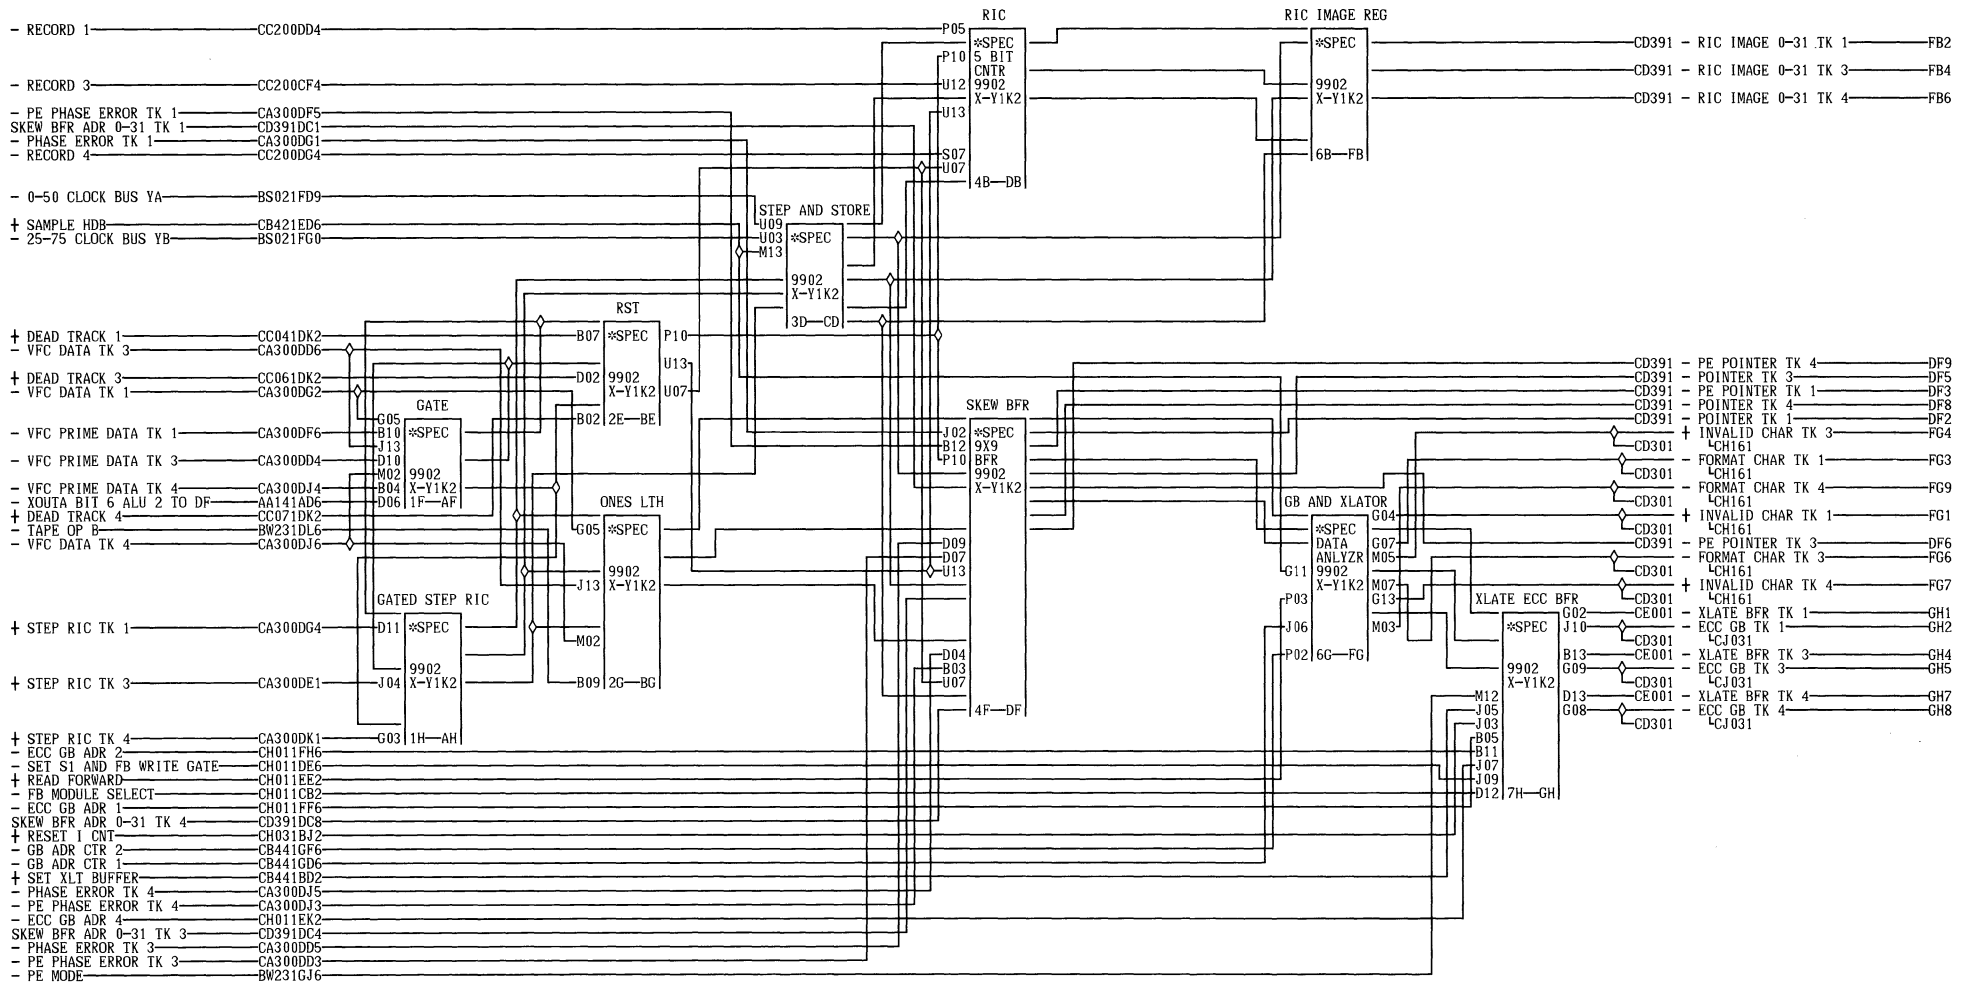 RIC
RIC IMAGE REG
- RECORD 1 CC200DD4 P05
*SPEC
*SPEC
CD391 - RIC IMAGE 0-31 TK 1 FB2
P10 5 BIT
CNTR
CD391 - RIC IMAGE 0-31 TK 3 FB4
- RECORD 3 CC200CF4 U12 9902
9902
X-Y1K2
X-Y1K2
CD391 - RIC IMAGE 0-31 TK 4 FB6
- PE PHASE ERROR TK 1 CA300DF5 U13
SKEW BFR ADR 0-31 TK 1 CD391DC1
- PHASE ERROR TK 1 CA300DG1
- RECORD 4 CC200DG4 S07
6B-FB
U07
4B-DB
- 0-50 CLOCK BUS YA BS021FD9
STEP AND STORE
+ SAMPLE HDB CB421ED6 U09
- 25-75 CLOCK BUS YB BS021FG0 U03 *SPEC
M13
9902
X-Y1K2
3D-CD
RST
+ DEAD TRACK 1 CC041DK2 B07 *SPEC P10
- VFC DATA TK 3 CA300DD6
U13
+ DEAD TRACK 3 CC061DK2 D02 9902
- VFC DATA TK 1 CA300DG2 X-Y1K2 U07
B02 2E-BE
CD391 - PE POINTER TK 4 DF9
CD391 - POINTER TK 3 DF5
CD391 - PE POINTER TK 1 DF3
CD391 - POINTER TK 4 DF8
CD391 - POINTER TK 1 DF2
GATE
SKEW BFR
G05
- VFC PRIME DATA TK 1 CA300DF6 B10 *SPEC
J13
- VFC PRIME DATA TK 3 CA300DD4 D10
M02 9902
- VFC PRIME DATA TK 4 CA300DJ4 B04 X-Y1K2
- XOUTA BIT 6 ALU 2 TO DF AA141AD6 D06 1F-AF
+ DEAD TRACK 4 CC071DK2
- TAPE OP B BW231DL6
- VFC DATA TK 4 CA300DJ6
J02 *SPEC
B12 9X9
P10 BFR
9902
X-Y1K2
D09
D07
U13
D04
B03
U07
4F-DF
+ INVALID CHAR TK 3 FG4
CD301 CH161
- FORMAT CHAR TK 1 FG3
CD301 CH161
- FORMAT CHAR TK 4 FG9
CD301 CH161
+ INVALID CHAR TK 1 FG1
CD301 CH161
CD391 - PE POINTER TK 3 DF6
- FORMAT CHAR TK 3 FG6
CD301 CH161
+ INVALID CHAR TK 4 FG7
CD301 CH161
ONES LTH
G05 *SPEC
9902
J13 X-Y1K2
M02
B09 2G-BG
GB AND XLATOR
G04
*SPEC
DATA G07
ANLYZR M05
G11 9902
X-Y1K2 M07
P03 G13
J06 M03
P02 6G-FG
GATED STEP RIC
+ STEP RIC TK 1 CA300DG4 D11 *SPEC
9902
+ STEP RIC TK 3 CA300DE1 J04 X-Y1K2
+ STEP RIC TK 4 CA300DK1 G03 1H-AH
XLATE ECC BFR
G02 CE001 - XLATE BFR TK 1 GH1
*SPEC J10 - ECC GB TK 1 GH2
CD301 CJ031
B13 CE001 - XLATE BFR TK 3 GH4
9902 G09 - ECC GB TK 3 GH5
X-Y1K2 CD301 CJ031
M12 D13 CE001 - XLATE BFR TK 4 GH7
J05 G08 - ECC GB TK 4 GH8
J03 CD301 CJ031
B05
B11
J07
J09
D12 7H-GH
- ECC GB ADR 2 CH011FH6
- SET S1 AND FB WRITE GATE CH011DE6
+ READ FORWARD CH011EE2
- FB MODULE SELECT CH011CB2
- ECC GB ADR 1 CH011FF6
SKEW BFR ADR 0-31 TK 4 CD391DC8
+ RESET I CNT CH031BJ2
- GB ADR CTR 2 CB441GF6
- GB ADR CTR 1 CB441GD6
+ SET XLT BUFFER CB441BD2
- PHASE ERROR TK 4 CA300DJ5
- PE PHASE ERROR TK 4 CA300DJ3
- ECC GB ADR 4 CH011EK2
SKEW BFR ADR 0-31 TK 3 CD391DC4
- PHASE ERROR TK 3 CA300DD5
- PE PHASE ERROR TK 3 CA300DD3
- PE MODE BW231GJ6